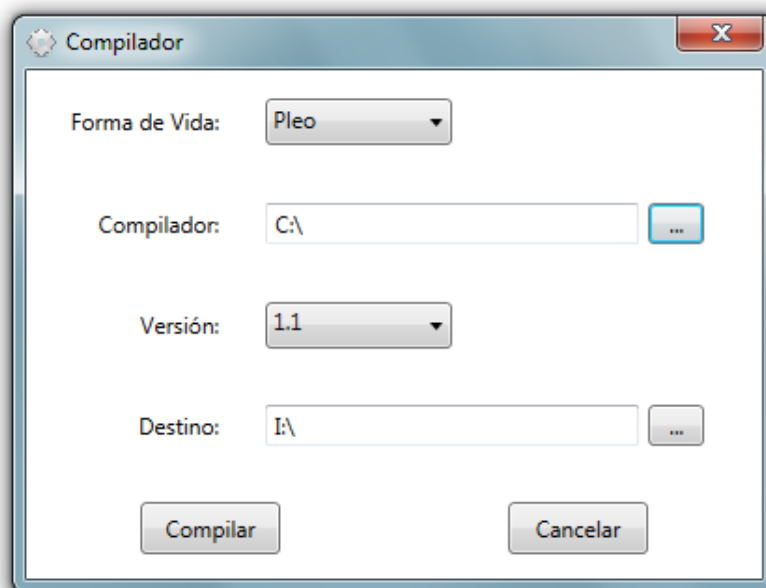 Compilador
Forma de Vida: Pleo
Compilador: C:\ ...
Versión: 1.1
Destino: I:\ ...
Compilar Cancelar